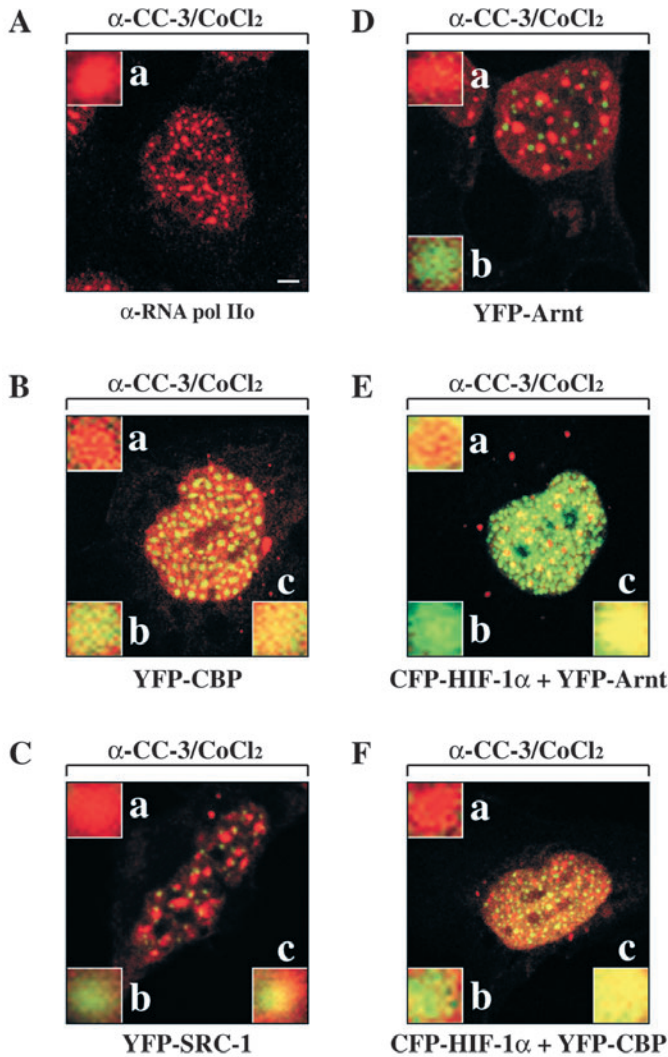 A
α-CC-3/CoCl₂
a
α-RNA pol IIo
B
α-CC-3/CoCl₂
a
b
c
YFP-CBP
C
α-CC-3/CoCl₂
a
b
c
YFP-SRC-1
D
α-CC-3/CoCl₂
a
b
YFP-Arnt
E
α-CC-3/CoCl₂
a
b
c
CFP-HIF-1α + YFP-Arnt
F
α-CC-3/CoCl₂
a
b
c
CFP-HIF-1α + YFP-CBP